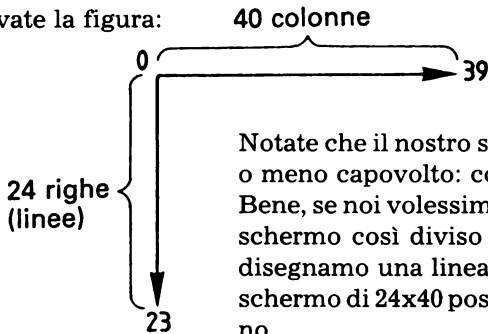 vate la figura:
40 colonne
0
39
24 righe
(linee)
23
Notate che il nostro s
o meno capovolto: co
Bene, se noi volessim
schermo così diviso
disegnamo una linea
schermo di 24x40 pos
no